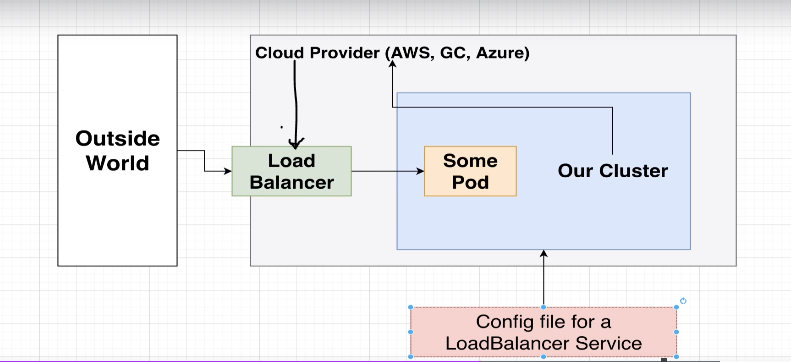 Cloud Provider (AWS, GC, Azure)
Outside
World
Load
Balancer
Some
Pod
Our Cluster
Config file for a
LoadBalancer Service